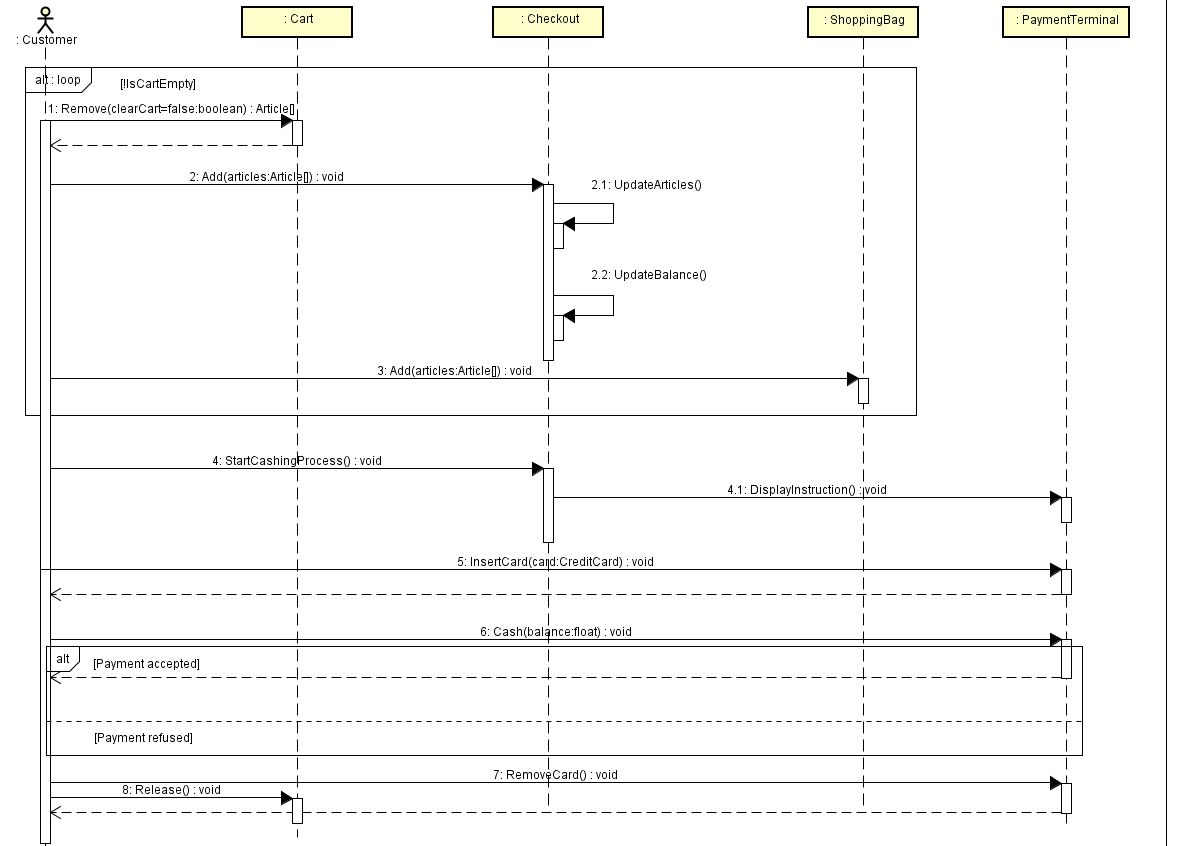 : Customer
: Cart
: Checkout
: ShoppingBag
: PaymentTerminal
alt : loop
[!IsCartEmpty]
1: Remove(clearCart=false:boolean) : Article[]
2: Add(articles:Article[]) : void
2.1: UpdateArticles()
2.2: UpdateBalance()
3: Add(articles:Article[]) : void
4: StartCashingProcess() : void
4.1: DisplayInstruction() : void
5: InsertCard(card:CreditCard) : void
6: Cash(balance:float) : void
alt
[Payment accepted]
[Payment refused]
7: RemoveCard() : void
8: Release() : void